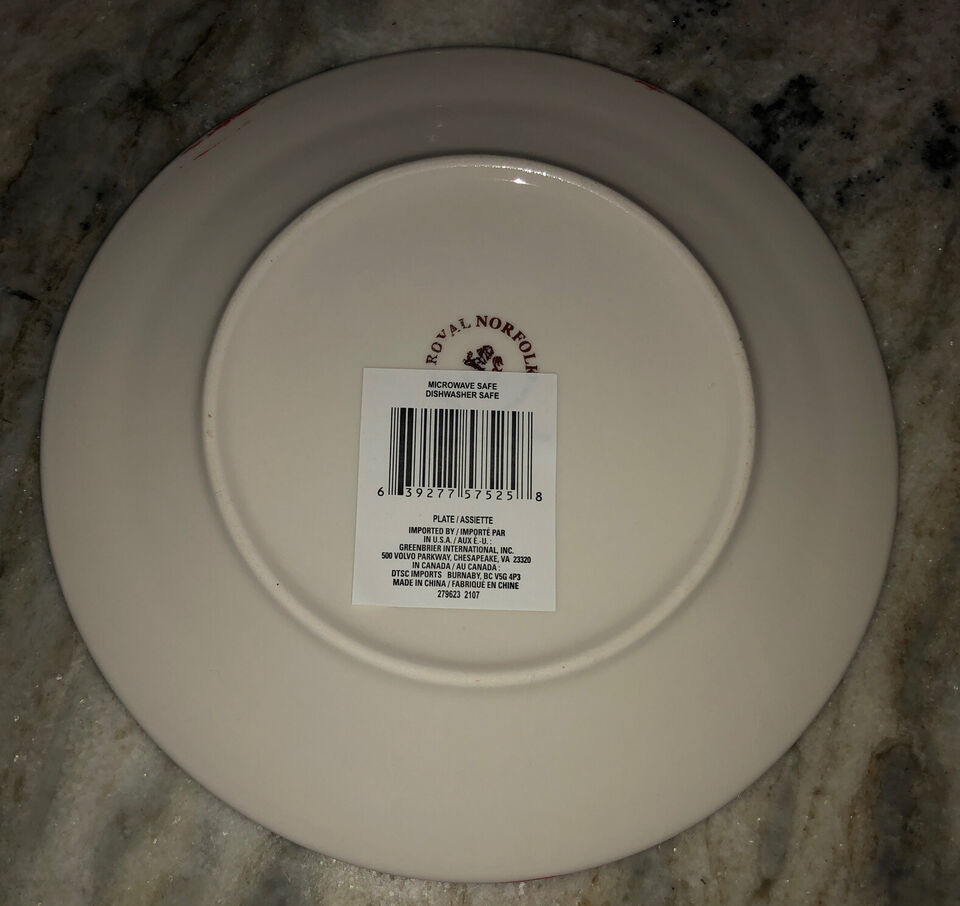 ROYAL NORFOLK
MICROWAVE SAFE
DISHWASHER SAFE
6 39277 57525 8
PLATE / ASSIETTE
IMPORTED BY / IMPORTÉ PAR
IN U.S.A. / AUX É.-U. :
GREENBRIER INTERNATIONAL, INC.
500 VOLVO PARKWAY, CHESAPEAKE, VA 23320
IN CANADA / AU CANADA :
DTSC IMPORTS BURNABY, BC V5G 4P3
MADE IN CHINA / FABRIQUÉ EN CHINE
279623 2107